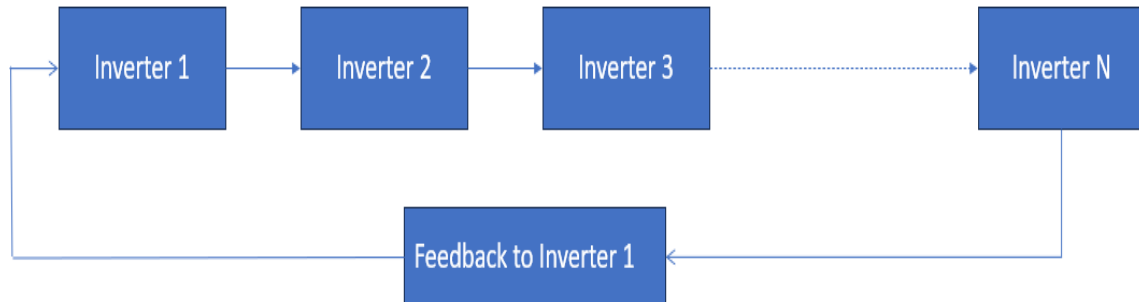 Inverter 1
Inverter 2
Inverter 3
Inverter N
Feedback to Inverter 1